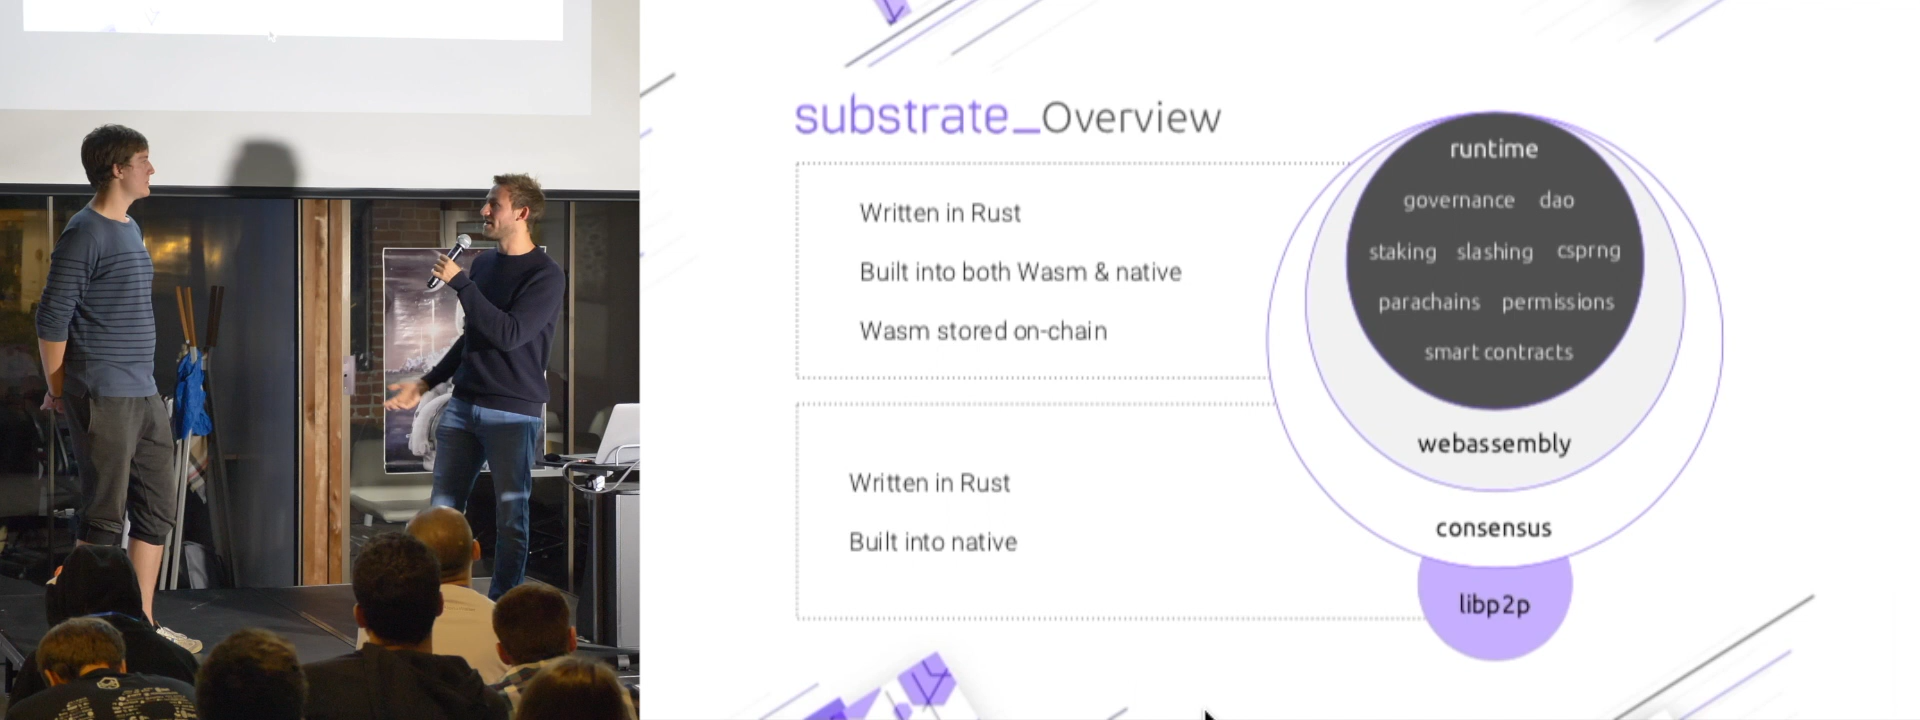 substrate_Overview
Written in Rust
Built into both Wasm & native
Wasm stored on-chain
Written in Rust
Built into native
runtime
governance dao
staking slashing csprng
parachains permissions
smart contracts
webassembly
consensus
libp2p